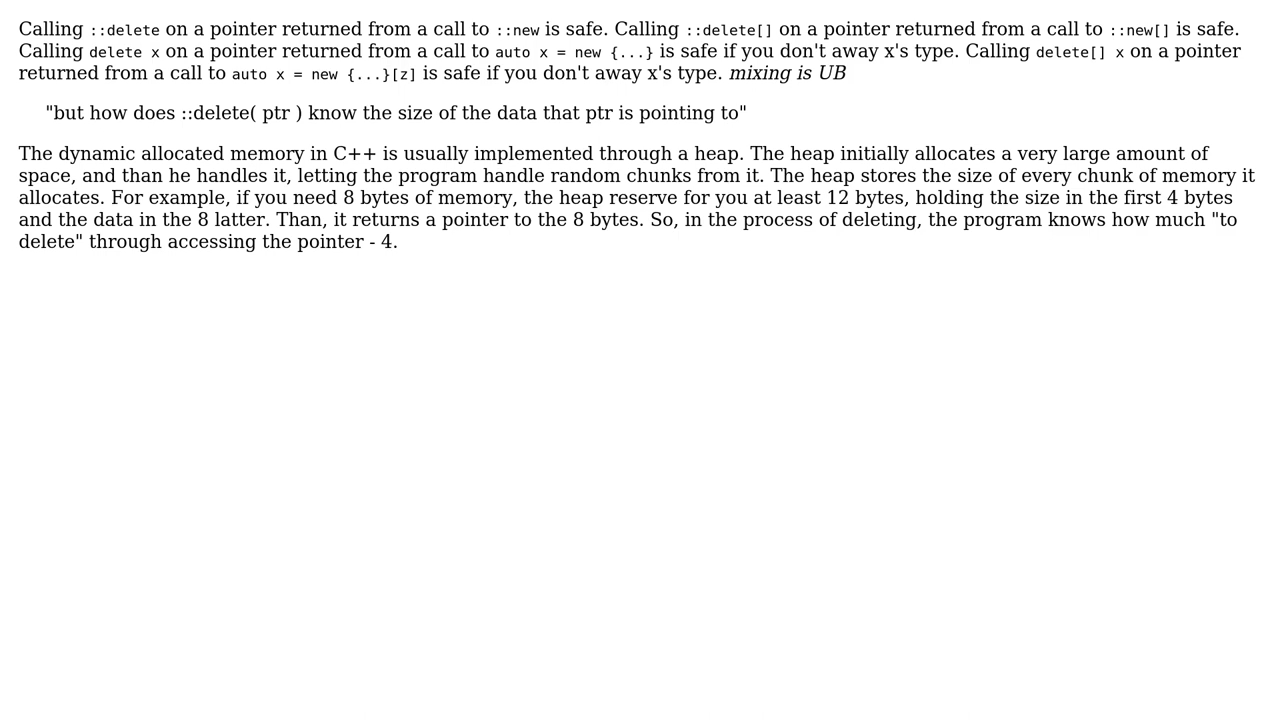 Calling ::delete on a pointer returned from a call to ::new is safe. Calling ::delete[] on a pointer returned from a call to ::new[] is safe.
Calling delete x on a pointer returned from a call to auto x = new {...} is safe if you don't away x's type. Calling delete[] x on a pointer
returned from a call to auto x = new {...}[z] is safe if you don't away x's type. mixing is UB
"but how does ::delete( ptr ) know the size of the data that ptr is pointing to"
The dynamic allocated memory in C++ is usually implemented through a heap. The heap initially allocates a very large amount of
space, and than he handles it, letting the program handle random chunks from it. The heap stores the size of every chunk of memory it
allocates. For example, if you need 8 bytes of memory, the heap reserve for you at least 12 bytes, holding the size in the first 4 bytes
and the data in the 8 latter. Than, it returns a pointer to the 8 bytes. So, in the process of deleting, the program knows how much "to
delete" through accessing the pointer - 4.